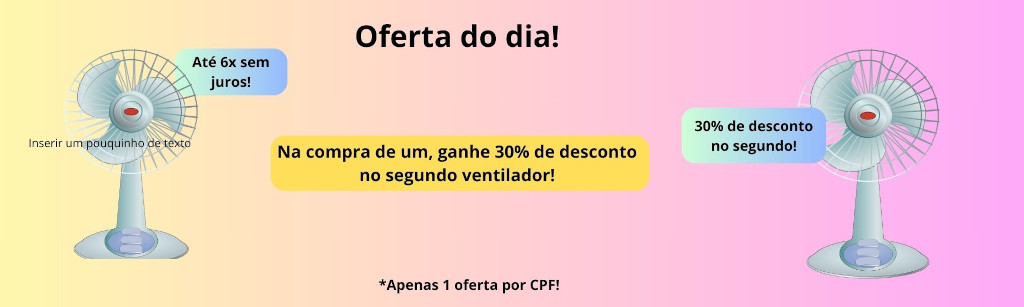 Oferta do dia!
Até 6x sem
juros!
Inserir um pouquinho de texto
Na compra de um, ganhe 30% de desconto
no segundo ventilador!
30% de desconto
no segundo!
*Apenas 1 oferta por CPF!